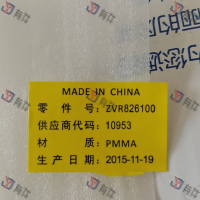 MADE IN CHINA
零 件 号: ZVR826100
供应商代码: 10953
材 质: PMMA
生产日期: 2015-11-19